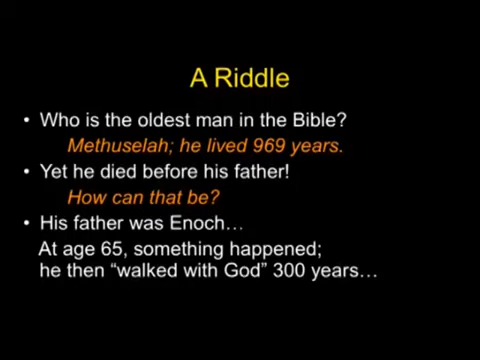 A Riddle
• Who is the oldest man in the Bible?
Methuselah; he lived 969 years.
• Yet he died before his father!
How can that be?
• His father was Enoch…
At age 65, something happened;
he then “walked with God” 300 years…